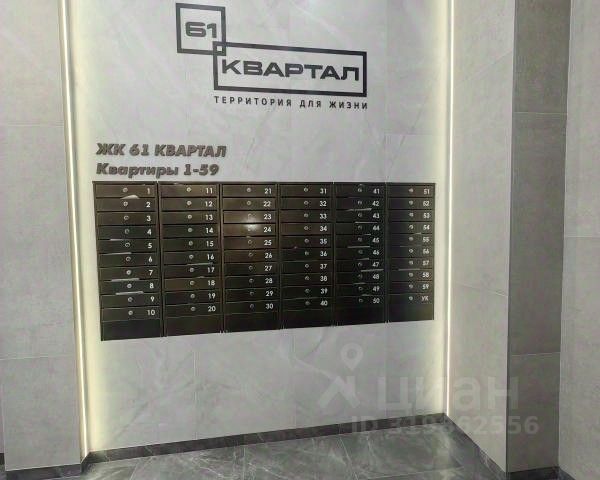 61
КВАРТАЛ
ТЕРРИТОРИЯ ДЛЯ ЖИЗНИ
ЖК 61 КВАРТАЛ
Квартиры 1-59
1 11 21 31 41 51
2 12 22 32 42 52
3 13 23 33 43 53
4 14 24 34 44 54
5 15 25 35 45 55
6 16 26 36 46 56
7 17 27 37 47 57
8 18 28 38 48 58
9 19 29 39 49 59
10 20 30 40 50 УК
циан